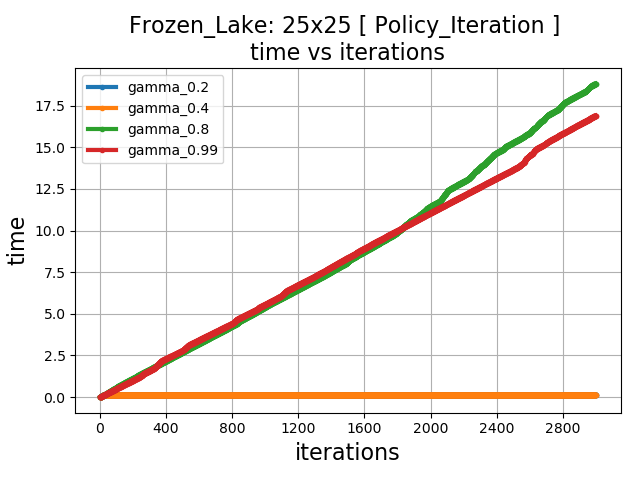 Frozen_Lake: 25x25 [ Policy_Iteration ]
time vs iterations
gamma_0.2
gamma_0.4
gamma_0.8
gamma_0.99
17.5
15.0
12.5
10.0
7.5
5.0
2.5
0.0
time
0 400 800 1200 1600 2000 2400 2800
iterations